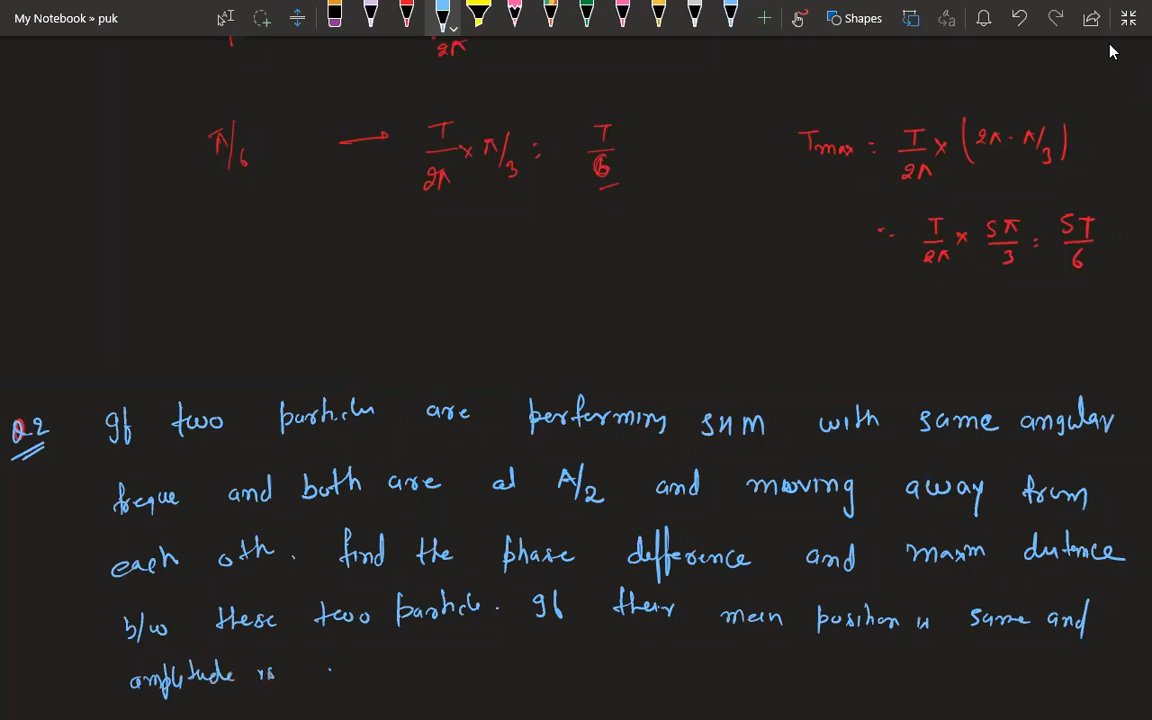 My Notebook » puk
Shapes
2π
π/6 → T/2π × π/3 = T/6
Tmax = T/2π × (2π - π/3)
= T/2π × 5π/3 = 5T/6
Q2 If two particles are performing SHM with same angular
freque and both are at A/2 and moving away from
each oth. find the phase difference and maxm distence
b/w these two particle. If their mean position is same and
amplitude is